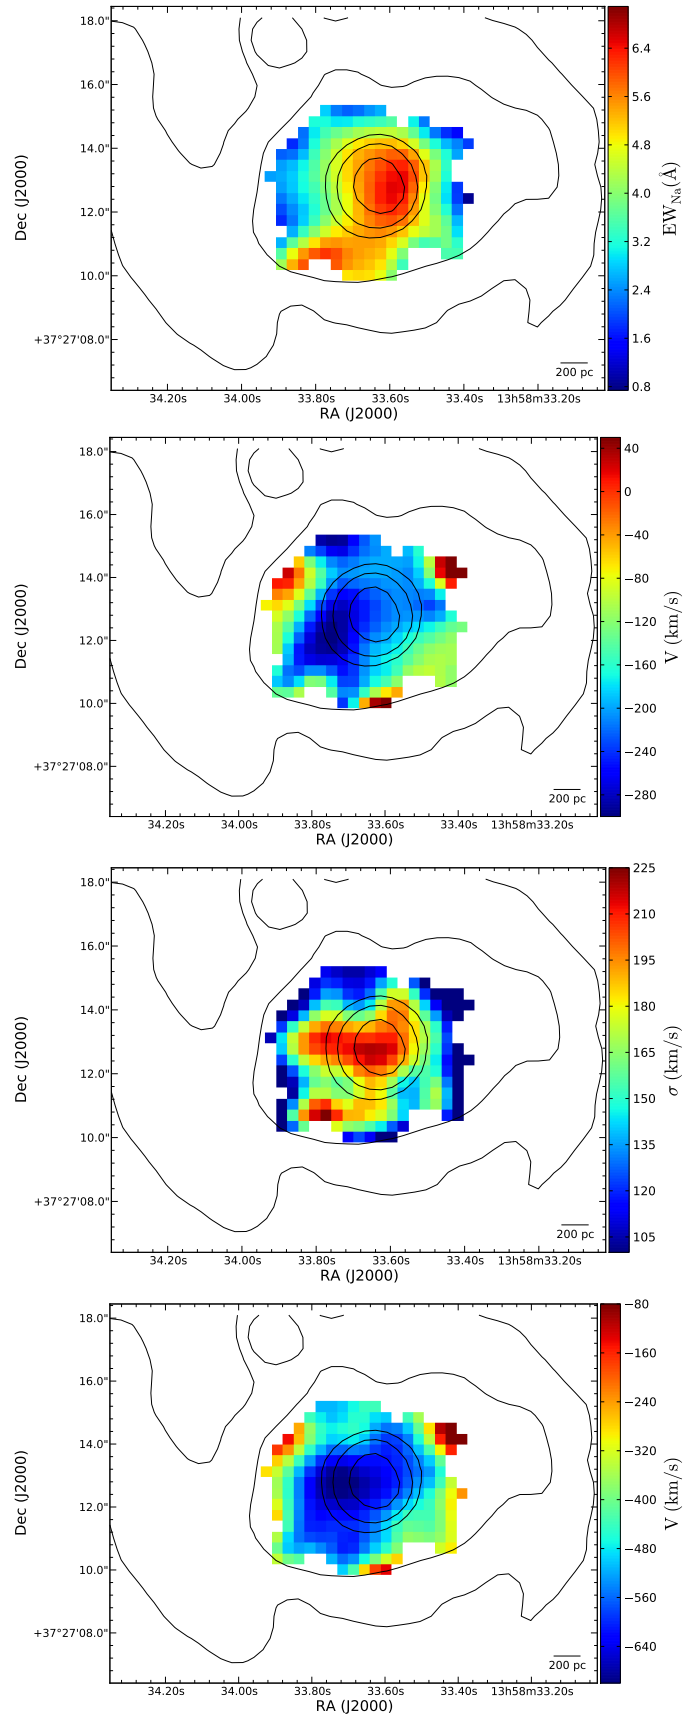 18.0"
16.0"
14.0"
12.0"
10.0"
+37°27'08.0"
Dec (J2000)
34.20s 34.00s 33.80s 33.60s 33.40s 13h58m33.20s
RA (J2000)
200 pc
6.4
5.6
4.8
4.0
3.2
2.4
1.6
0.8
EW_Na(Å)
18.0"
16.0"
14.0"
12.0"
10.0"
+37°27'08.0"
Dec (J2000)
34.20s 34.00s 33.80s 33.60s 33.40s 13h58m33.20s
RA (J2000)
200 pc
40
0
−40
−80
−120
−160
−200
−240
−280
V (km/s)
18.0"
16.0"
14.0"
12.0"
10.0"
+37°27'08.0"
Dec (J2000)
34.20s 34.00s 33.80s 33.60s 33.40s 13h58m33.20s
RA (J2000)
200 pc
225
210
195
180
165
150
135
120
105
σ (km/s)
18.0"
16.0"
14.0"
12.0"
10.0"
+37°27'08.0"
Dec (J2000)
34.20s 34.00s 33.80s 33.60s 33.40s 13h58m33.20s
RA (J2000)
200 pc
−80
−160
−240
−320
−400
−480
−560
−640
V (km/s)